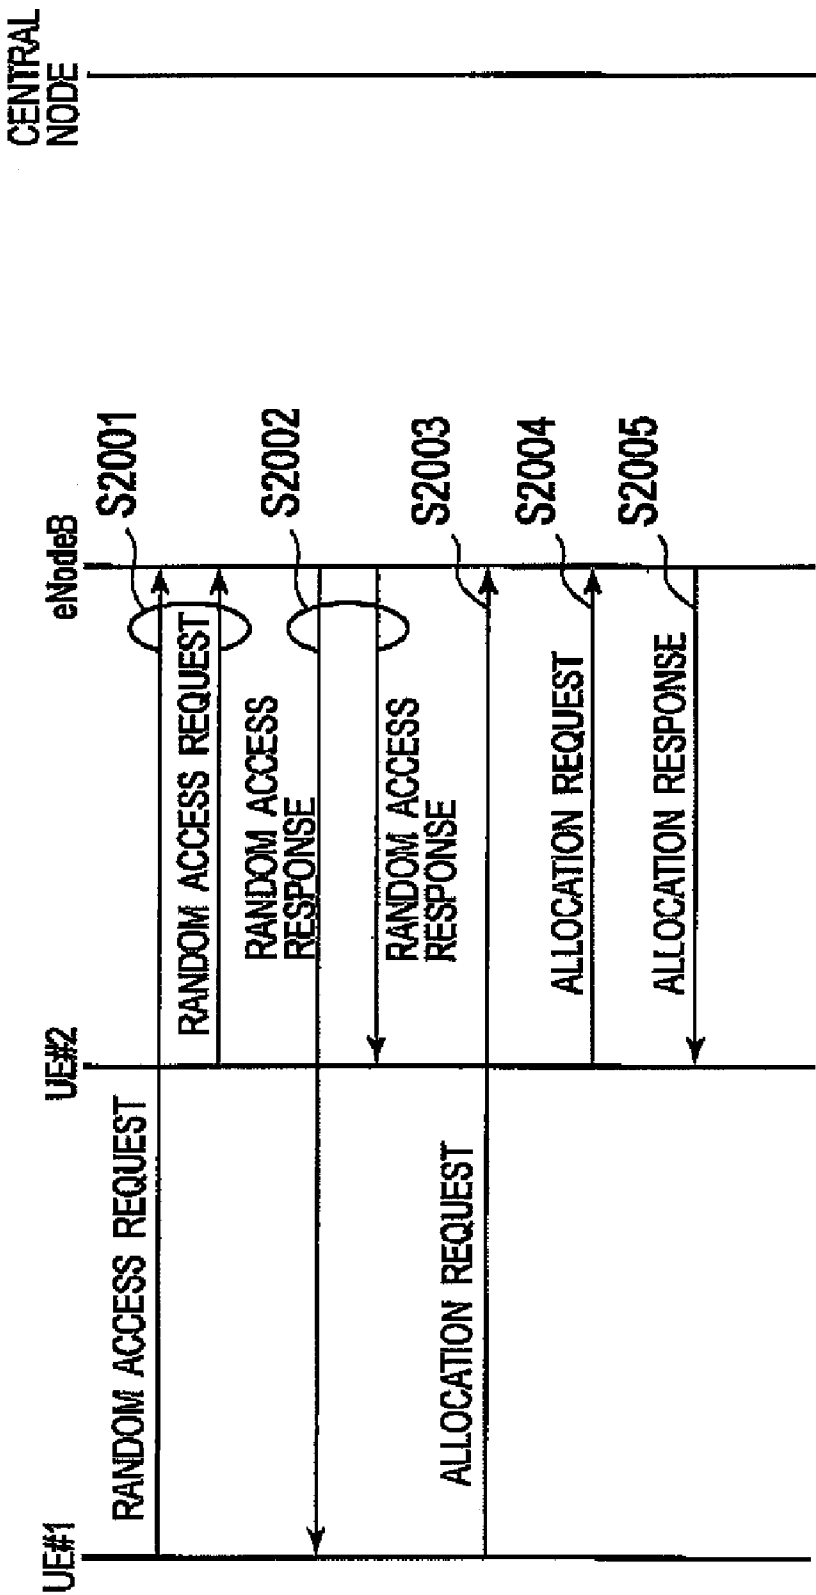 UE#1
UE#2
eNodeB
CENTRAL
NODE
RANDOM ACCESS REQUEST
RANDOM ACCESS REQUEST
S2001
RANDOM ACCESS
RESPONSE
S2002
RANDOM ACCESS
RESPONSE
ALLOCATION REQUEST
S2003
ALLOCATION REQUEST
S2004
ALLOCATION RESPONSE
S2005